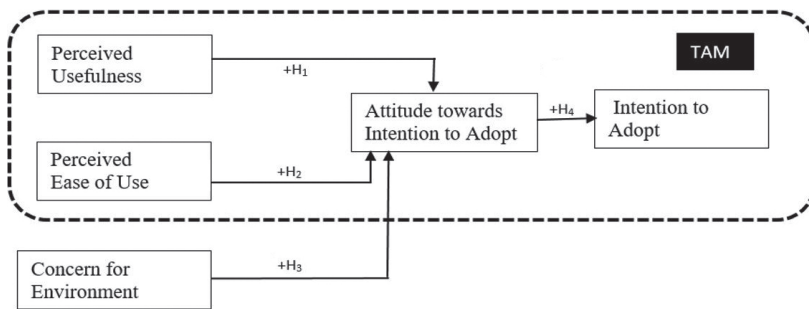 Perceived
Usefulness
+H₁
TAM
Attitude towards
Intention to Adopt
+H₄
Intention to
Adopt
Perceived
Ease of Use
+H₂
Concern for
Environment
+H₃